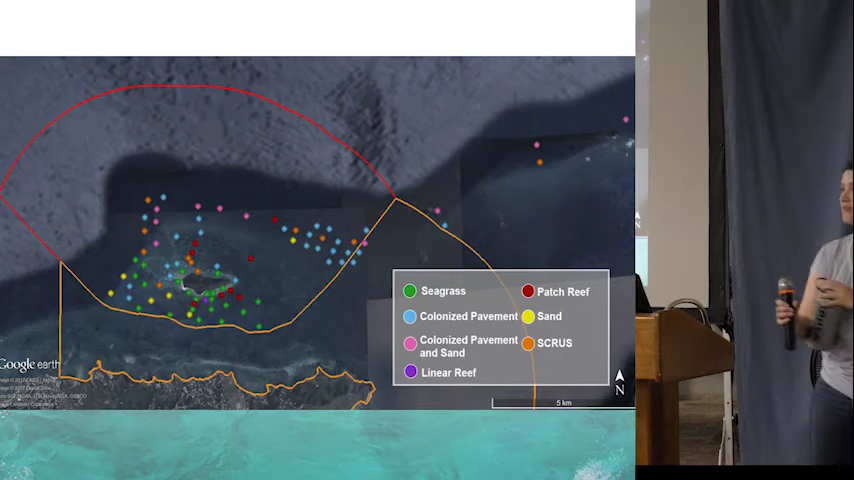 Seagrass
Patch Reef
Colonized Pavement
Sand
Colonized Pavement
and Sand
SCRUS
Linear Reef
Google earth
N
5 km